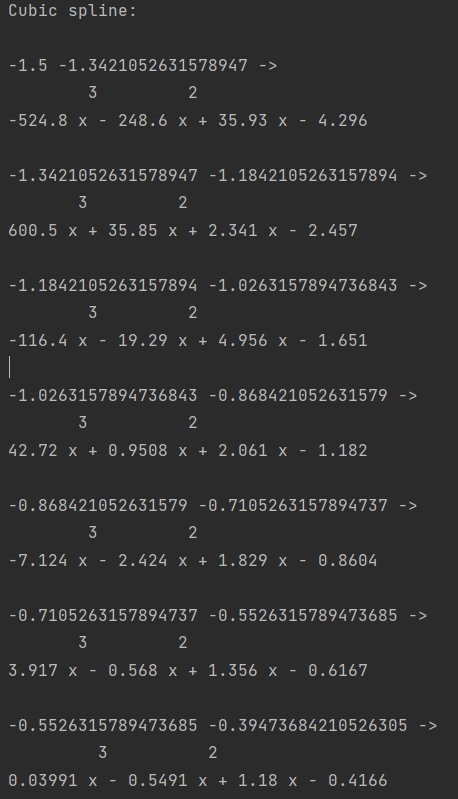 Cubic spline:
-1.5 -1.3421052631578947 ->
        3         2
-524.8 x - 248.6 x + 35.93 x - 4.296
-1.3421052631578947 -1.1842105263157894 ->
       3         2
600.5 x + 35.85 x + 2.341 x - 2.457
-1.1842105263157894 -1.0263157894736843 ->
        3         2
-116.4 x - 19.29 x + 4.956 x - 1.651
-1.0263157894736843 -0.868421052631579 ->
       3          2
42.72 x + 0.9508 x + 2.061 x - 1.182
-0.868421052631579 -0.7105263157894737 ->
        3         2
-7.124 x - 2.424 x + 1.829 x - 0.8604
-0.7105263157894737 -0.5526315789473685 ->
       3         2
3.917 x - 0.568 x + 1.356 x - 0.6167
-0.5526315789473685 -0.39473684210526305 ->
         3          2
0.03991 x - 0.5491 x + 1.18 x - 0.4166